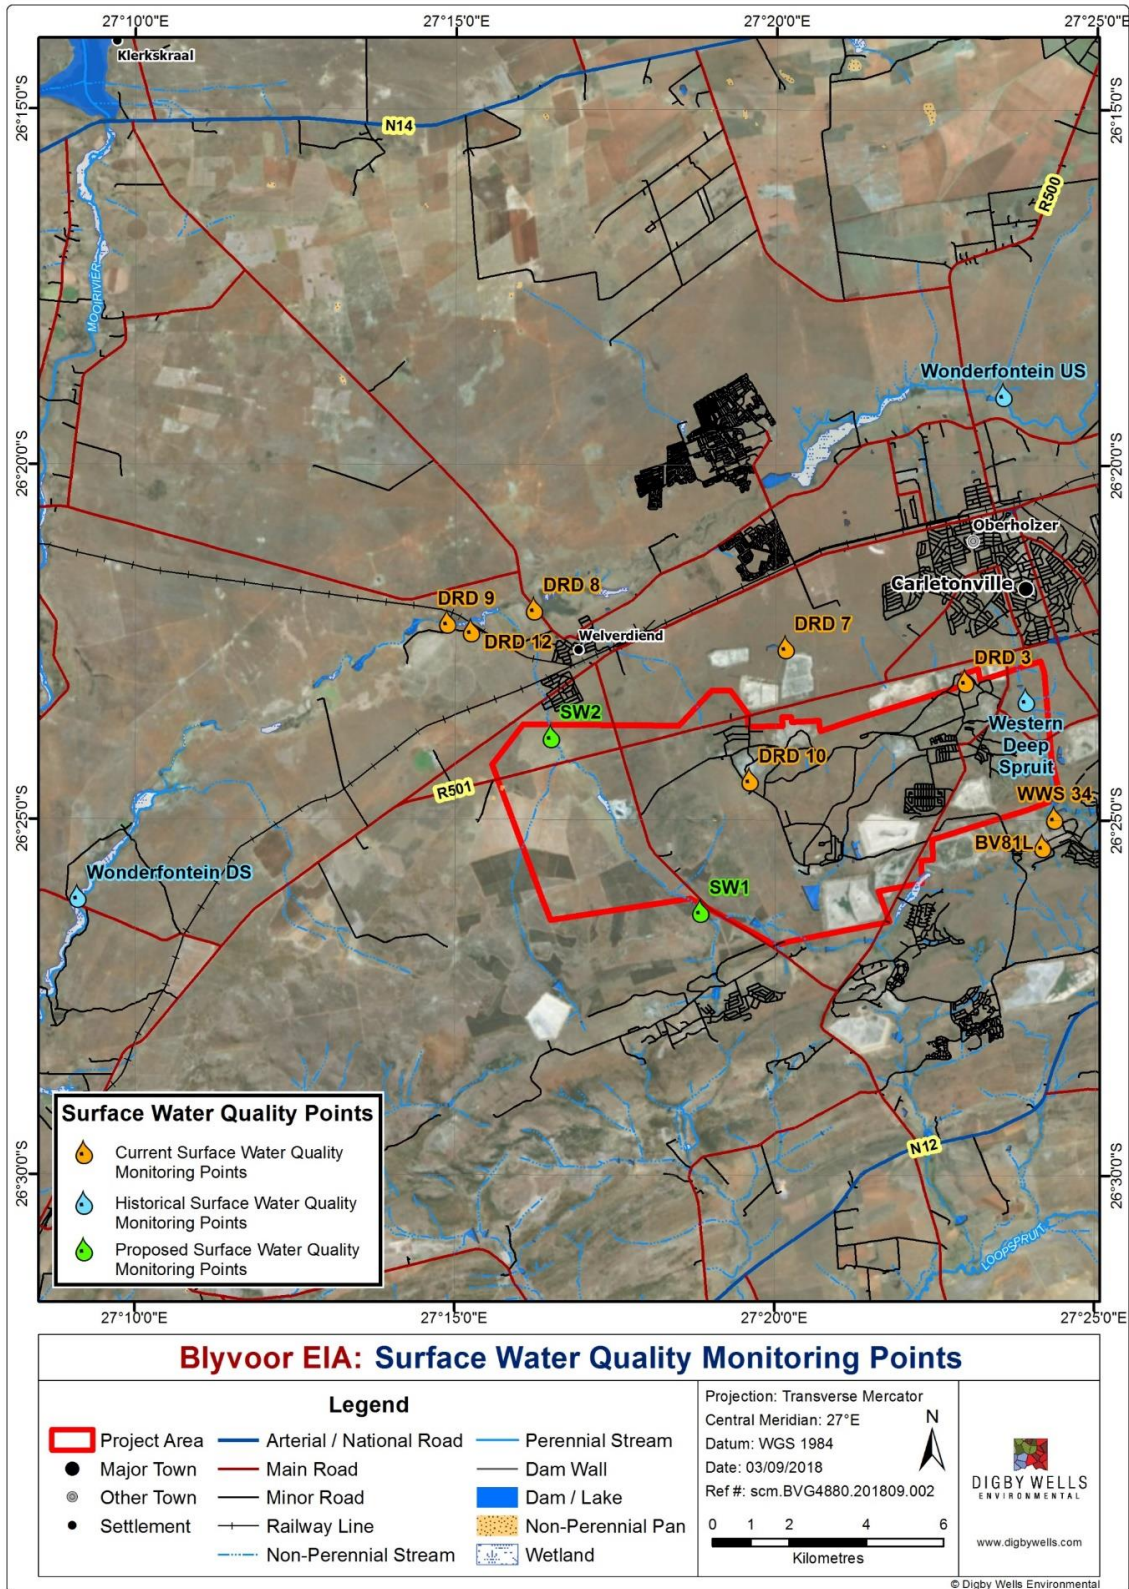 27°10'0"E
27°15'0"E
27°20'0"E
27°25'0"E
Klerkskraal
26°15'0"S
26°15'0"S
N14
R500
MOOIRIVIER
Wonderfontein US
26°20'0"S
26°20'0"S
Oberholzer
Carletonville
DRD 8
DRD 9
DRD 12
Welverdiend
DRD 7
DRD 3
SW2
Western
Deep
Spruit
DRD 10
R501
WWS 34
26°25'0"S
26°25'0"S
BV81L
Wonderfontein DS
SW1
Surface Water Quality Points
Current Surface Water Quality
Monitoring Points
Historical Surface Water Quality
Monitoring Points
Proposed Surface Water Quality
Monitoring Points
N12
26°30'0"S
26°30'0"S
LOOPSPRUIT
27°10'0"E
27°15'0"E
27°20'0"E
27°25'0"E
Blyvoor EIA: Surface Water Quality Monitoring Points
Legend
Project Area
Major Town
Other Town
Settlement
Arterial / National Road
Main Road
Minor Road
Railway Line
Non-Perennial Stream
Perennial Stream
Dam Wall
Dam / Lake
Non-Perennial Pan
Wetland
Projection: Transverse Mercator
Central Meridian: 27°E
Datum: WGS 1984
Date: 03/09/2018
Ref #: scm.BVG4880.201809.002
N
0 1 2 4 6
Kilometres
DIGBY WELLS
ENVIRONMENTAL
www.digbywells.com
© Digby Wells Environmental